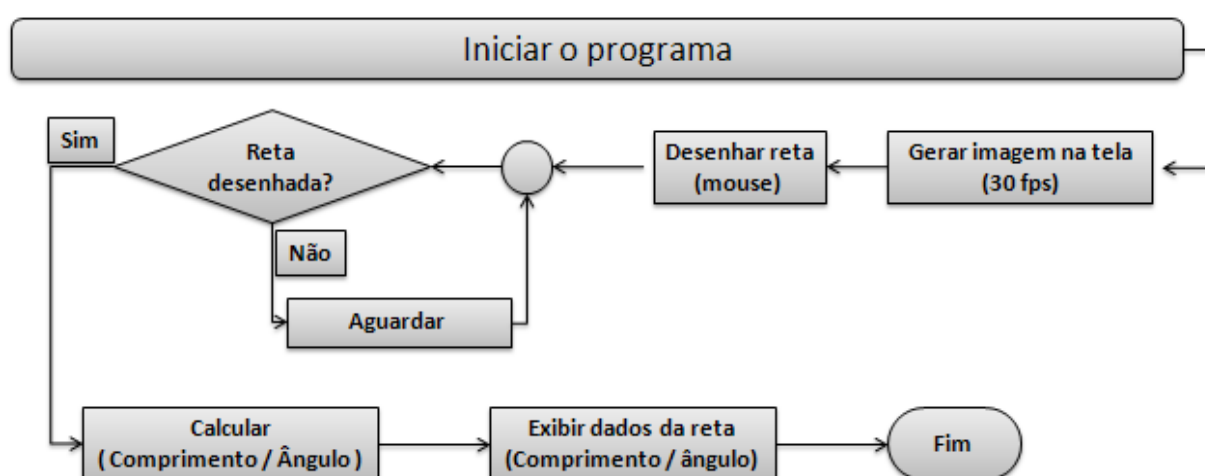 Iniciar o programa
Sim
Reta
desenhada?
Desenhar reta
(mouse)
Gerar imagem na tela
(30 fps)
Não
Aguardar
Calcular
( Comprimento / Ângulo )
Exibir dados da reta
(Comprimento / ângulo)
Fim